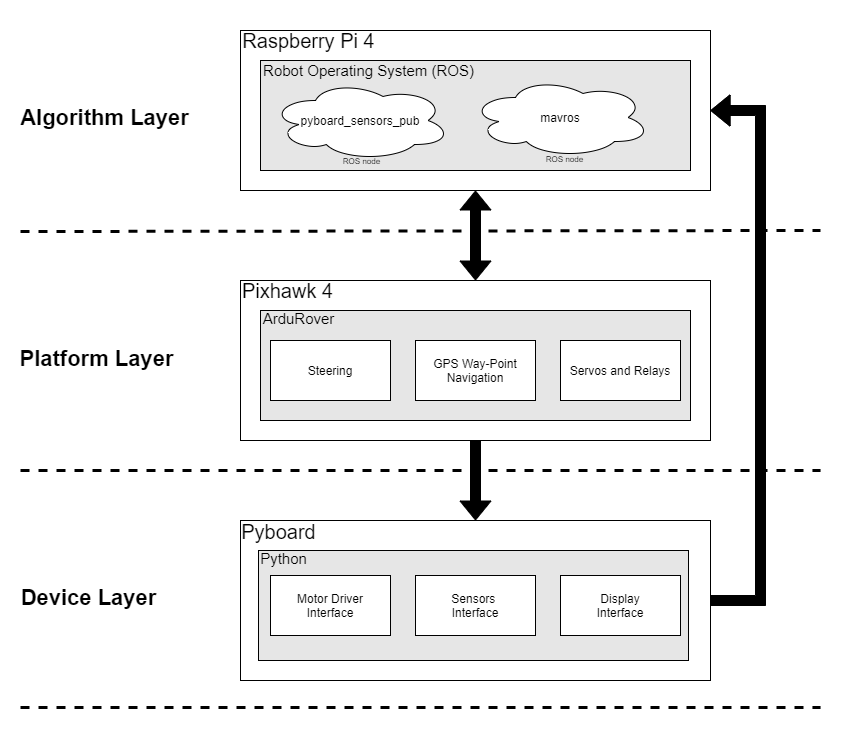 Raspberry Pi 4
Robot Operating System (ROS)
pyboard_sensors_pub
ROS node
mavros
ROS node
Algorithm Layer
Pixhawk 4
ArduRover
Steering
GPS Way-Point
Navigation
Servos and Relays
Platform Layer
Pyboard
Python
Motor Driver
Interface
Sensors
Interface
Display
Interface
Device Layer